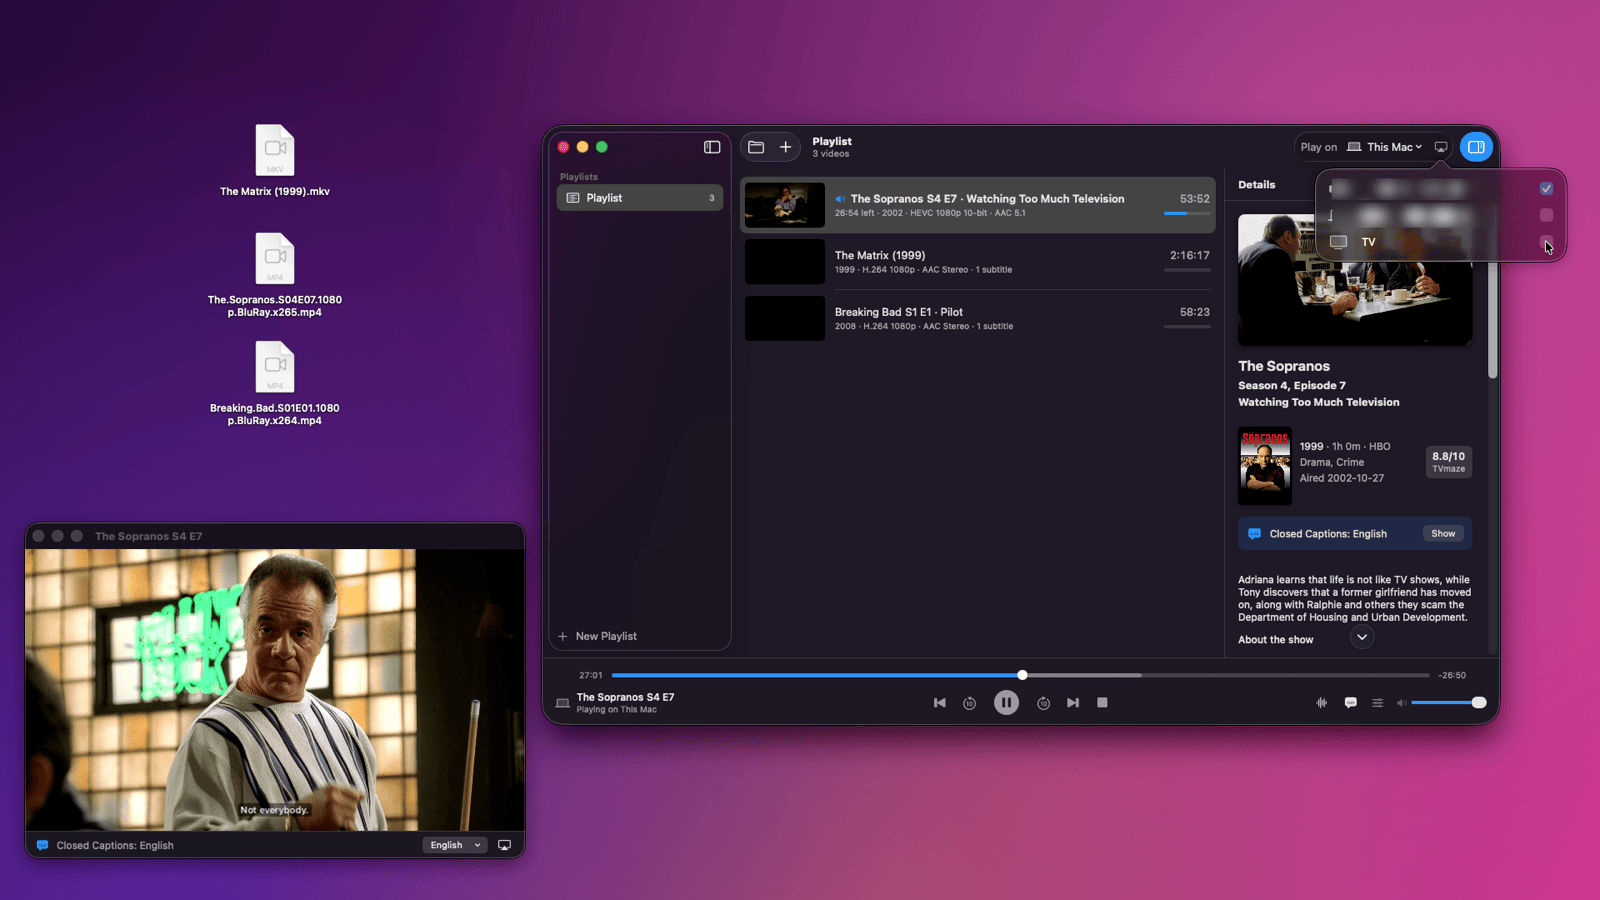 MKV
The Matrix (1999).mkv
MP4
The.Sopranos.S04E07.1080
p.BluRay.x265.mp4
MP4
Breaking.Bad.S01E01.1080
p.BluRay.x264.mp4
The Sopranos S4 E7
Not everybody.
Closed Captions: English
English
Playlists
Playlist
3
New Playlist
Playlist
3 videos
Play on
This Mac
The Sopranos S4 E7 · Watching Too Much Television
53:52
26:54 left · 2002 · HEVC 1080p 10-bit · AAC 5.1
The Matrix (1999)
2:16:17
1999 · H.264 1080p · AAC Stereo · 1 subtitle
Breaking Bad S1 E1 · Pilot
58:23
2008 · H.264 1080p · AAC Stereo · 1 subtitle
Details
TV
The Sopranos
Season 4, Episode 7
Watching Too Much Television
Sopranos
1999 · 1h 0m · HBO
Drama, Crime
Aired 2002-10-27
8.8/10
TVmaze
Closed Captions: English
Show
Adriana learns that life is not like TV shows, while
Tony discovers that a former girlfriend has moved
on, along with Ralphie and others they scam the
Department of Housing and Urban Development.
About the show
27:01
-26:50
The Sopranos S4 E7
Playing on This Mac
10
10